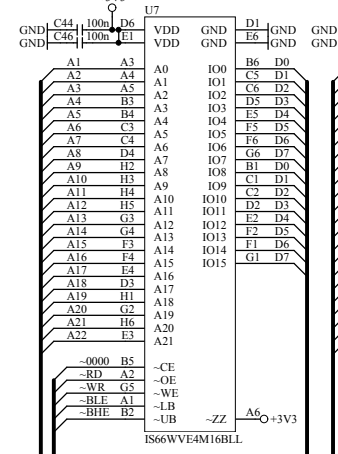 U7
GND C44 100n D6 VDD GND D1 GND GND
GND C46 100n E1 VDD GND E6 GND GND
A1 A3 A0 IO0 B6 D0
A2 A4 A1 IO1 C5 D1
A3 A5 A2 IO2 C6 D2
A4 B3 A3 IO3 D5 D3
A5 B4 A4 IO4 E5 D4
A6 C3 A5 IO5 F5 D5
A7 C4 A6 IO6 F6 D6
A8 D4 A7 IO7 G6 D7
A9 H2 A8 IO8 B1 D0
A10 H3 A9 IO9 C1 D1
A11 H4 A10 IO10 C2 D2
A12 H5 A11 IO11 D2 D3
A13 G3 A12 IO12 E2 D4
A14 G4 A13 IO13 F2 D5
A15 F3 A14 IO14 F1 D6
A16 F4 A15 IO15 G1 D7
A17 E4 A16
A18 D3 A17
A19 H1 A18
A20 G2 A19
A21 H6 A20
A22 E3 A21
~0000 B5 ~CE
~RD A2 ~OE
~WR G5 ~WE
~BLE A1 ~LB
~BHE B2 ~UB ~ZZ A6 +3V3
IS66WVE4M16BLL